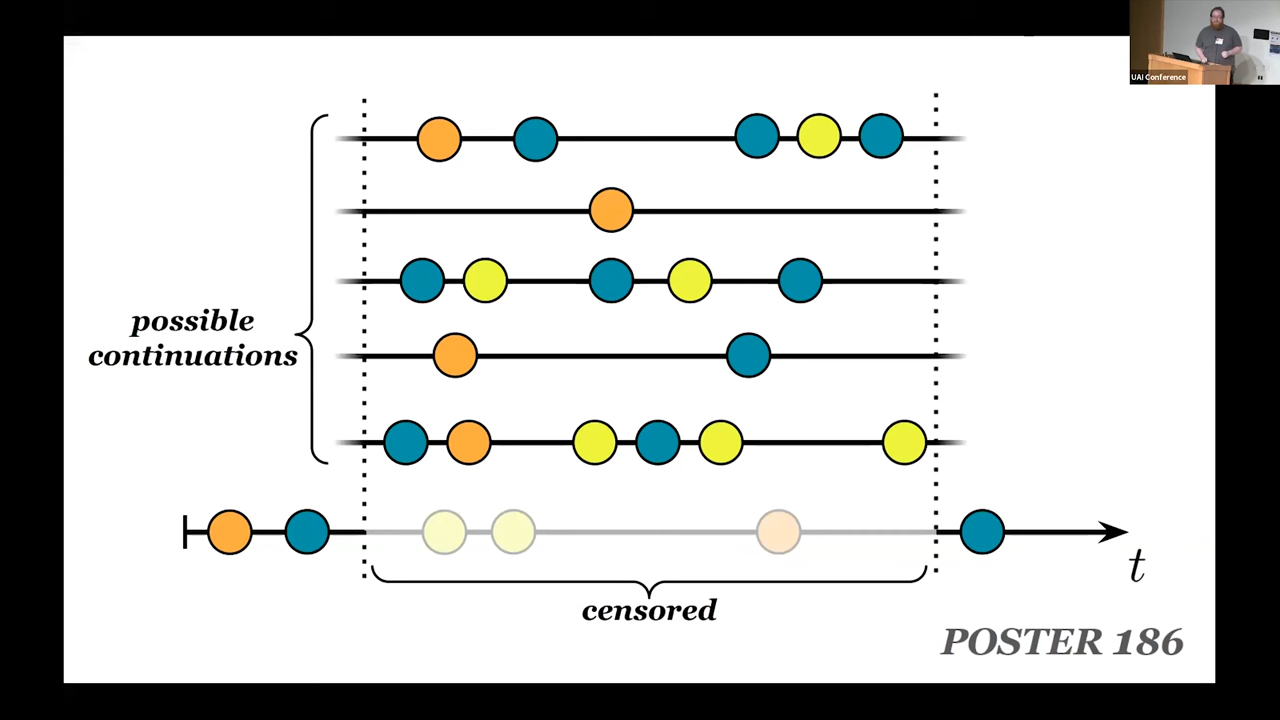 UAI Conference
possible
continuations
t
censored
POSTER 186